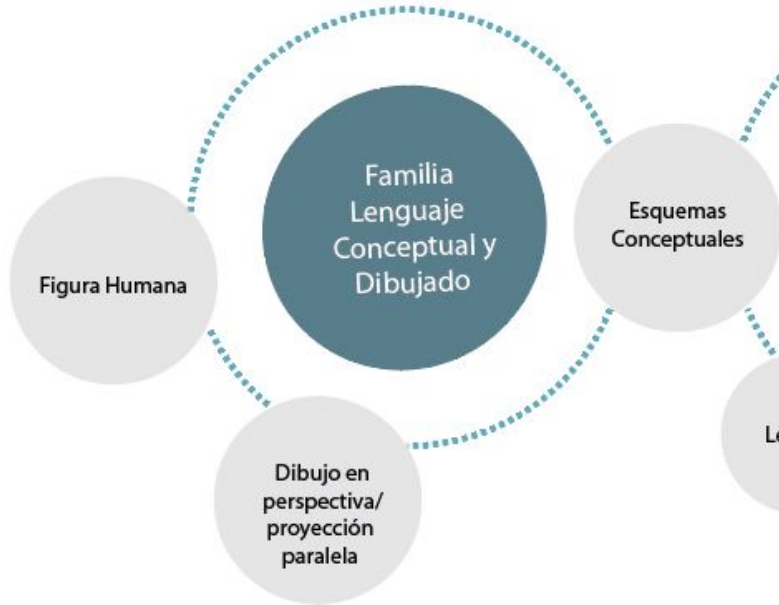 Familia
Lenguaje
Conceptual y
Dibujado
Esquemas
Conceptuales
Figura Humana
Dibujo en
perspectiva/
proyección
paralela